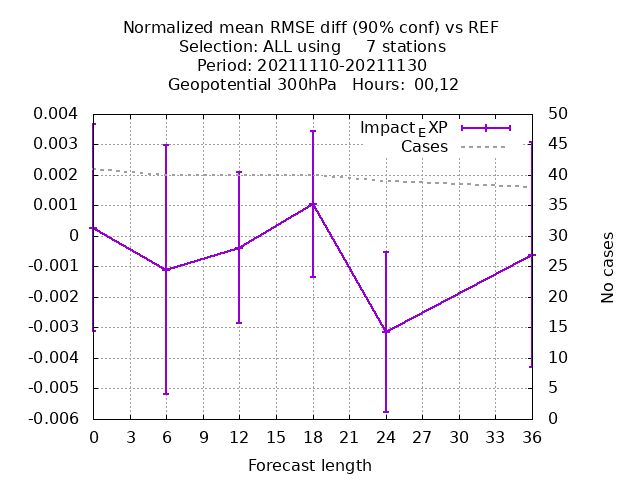 Normalized mean RMSE diff (90% conf) vs REF
Selection: ALL using     7 stations
Period: 20211110-20211130
Geopotential 300hPa   Hours:  00,12
Impact_EXP
Cases
0.004
0.003
0.002
0.001
0
-0.001
-0.002
-0.003
-0.004
-0.005
-0.006
50
45
40
35
30
25
20
15
10
5
0
No cases
0 3 6 9 12 15 18 21 24 27 30 33 36
Forecast length